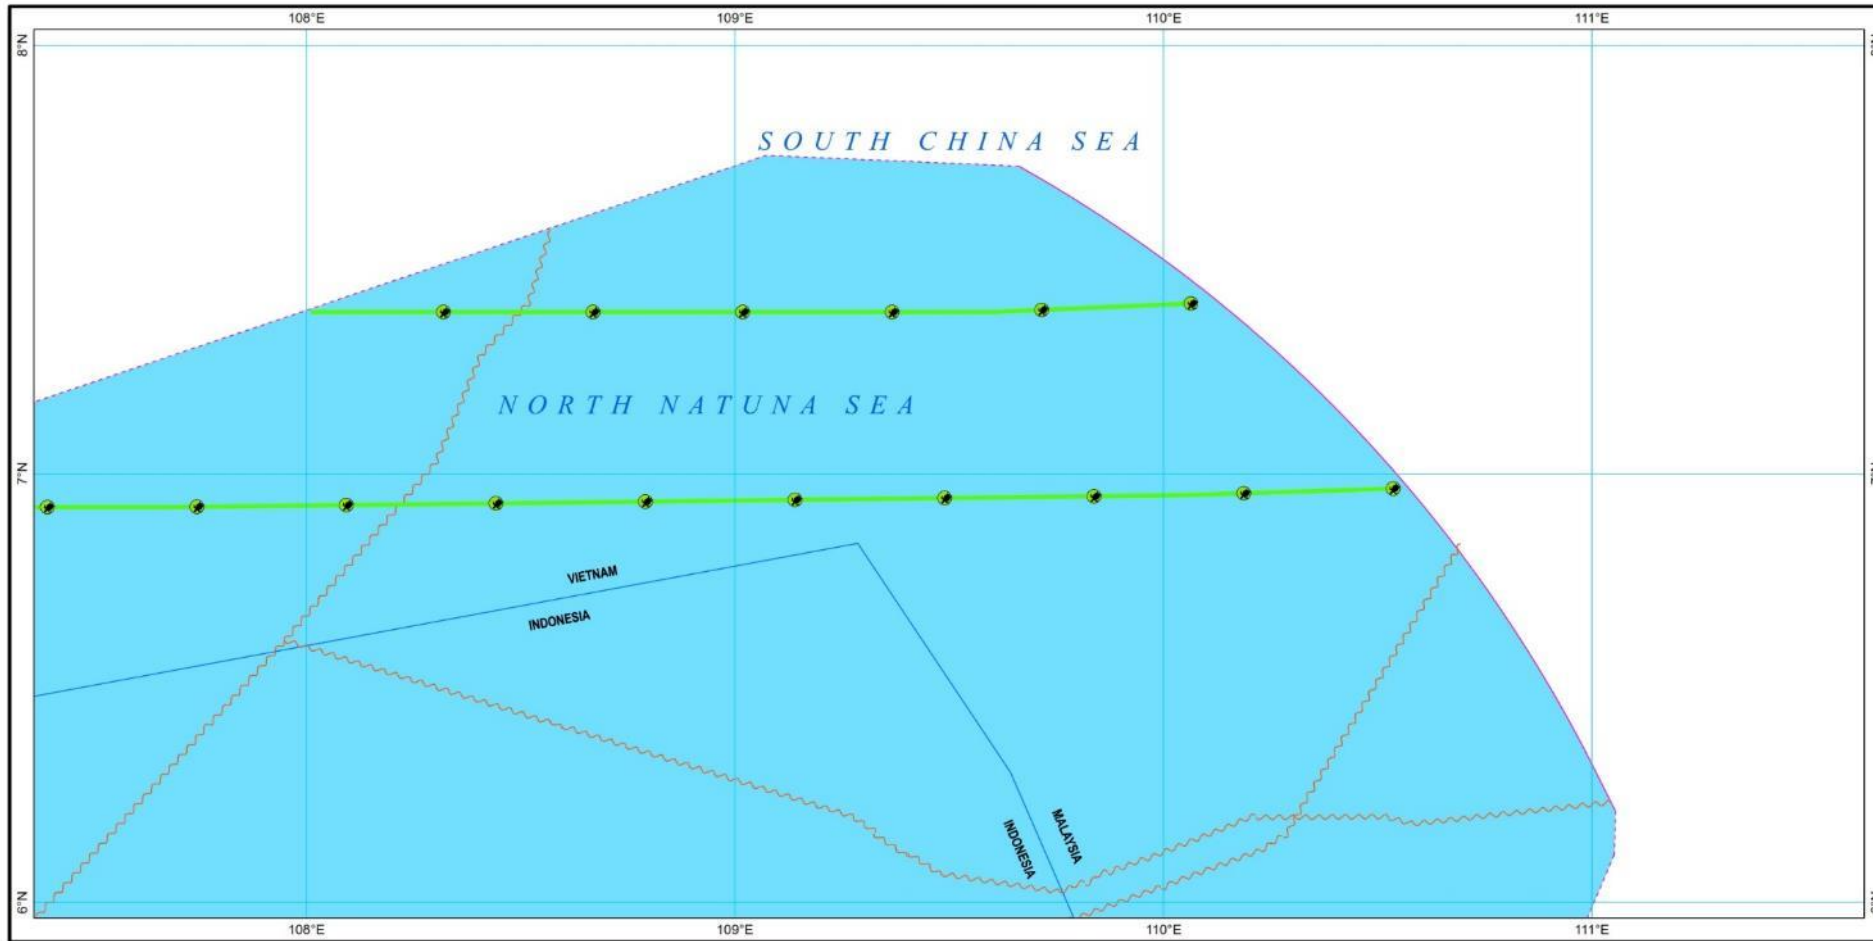 108°E 109°E 110°E 111°E
8°N
SOUTH CHINA SEA
NORTH NATUNA SEA
7°N
VIETNAM
INDONESIA
MALAYSIA
INDONESIA
6°N
108°E 109°E 110°E 111°E